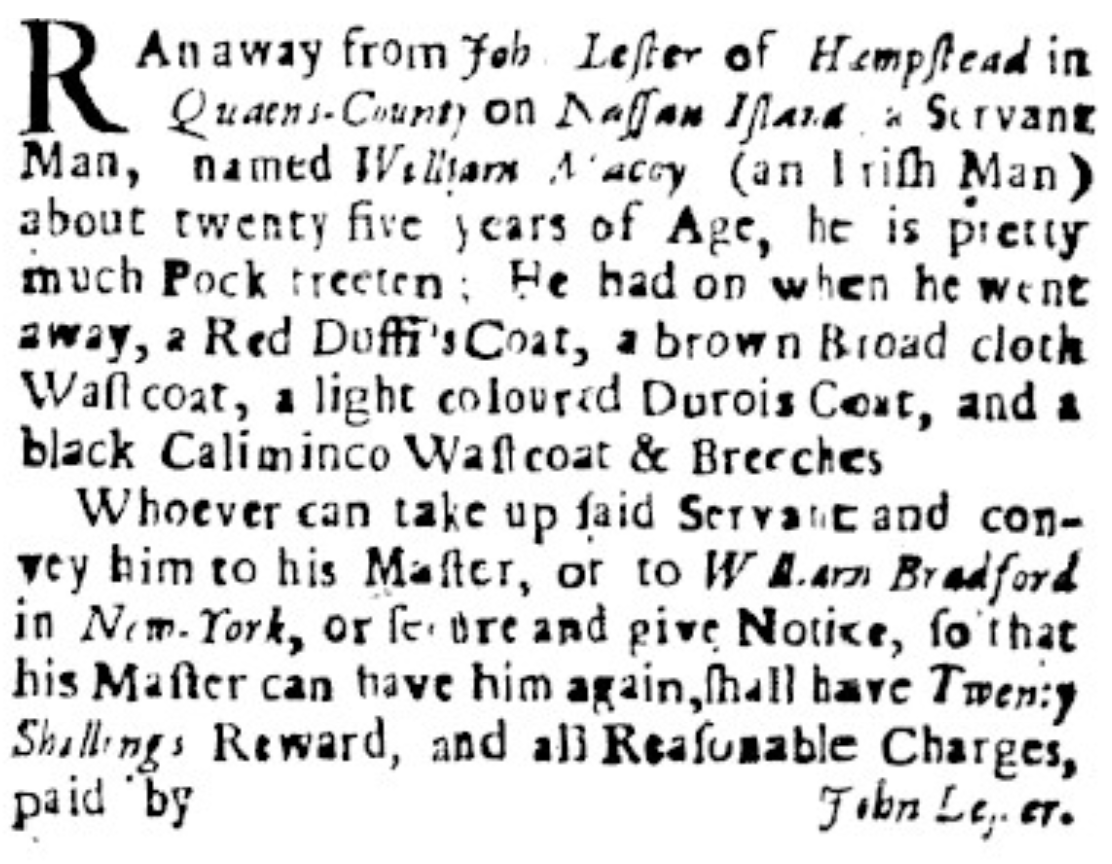 RAn away from Joh Leſter of Hempſtead in
Quaens-County on Naſſau Iſland a Servant
Man, named William (an Iriſh Man)
about twenty five years of Age, he is pretty
much Pock ; He had on when he went
away, a Red Duffi's Coat, a brown Broad cloth
Waſtcoat, a light coloured Durois Coat, and a
black Caliminco Waſtcoat & Breeches
Whoever can take up ſaid Servant and con-
vey him to his Maſter, or to William Bradford
in New-York, or ſecure and give Notice, ſo that
his Maſter can have him again, ſhall have Twenty
Shillings Reward, and all Reaſonable Charges,
paid by John Leſter.